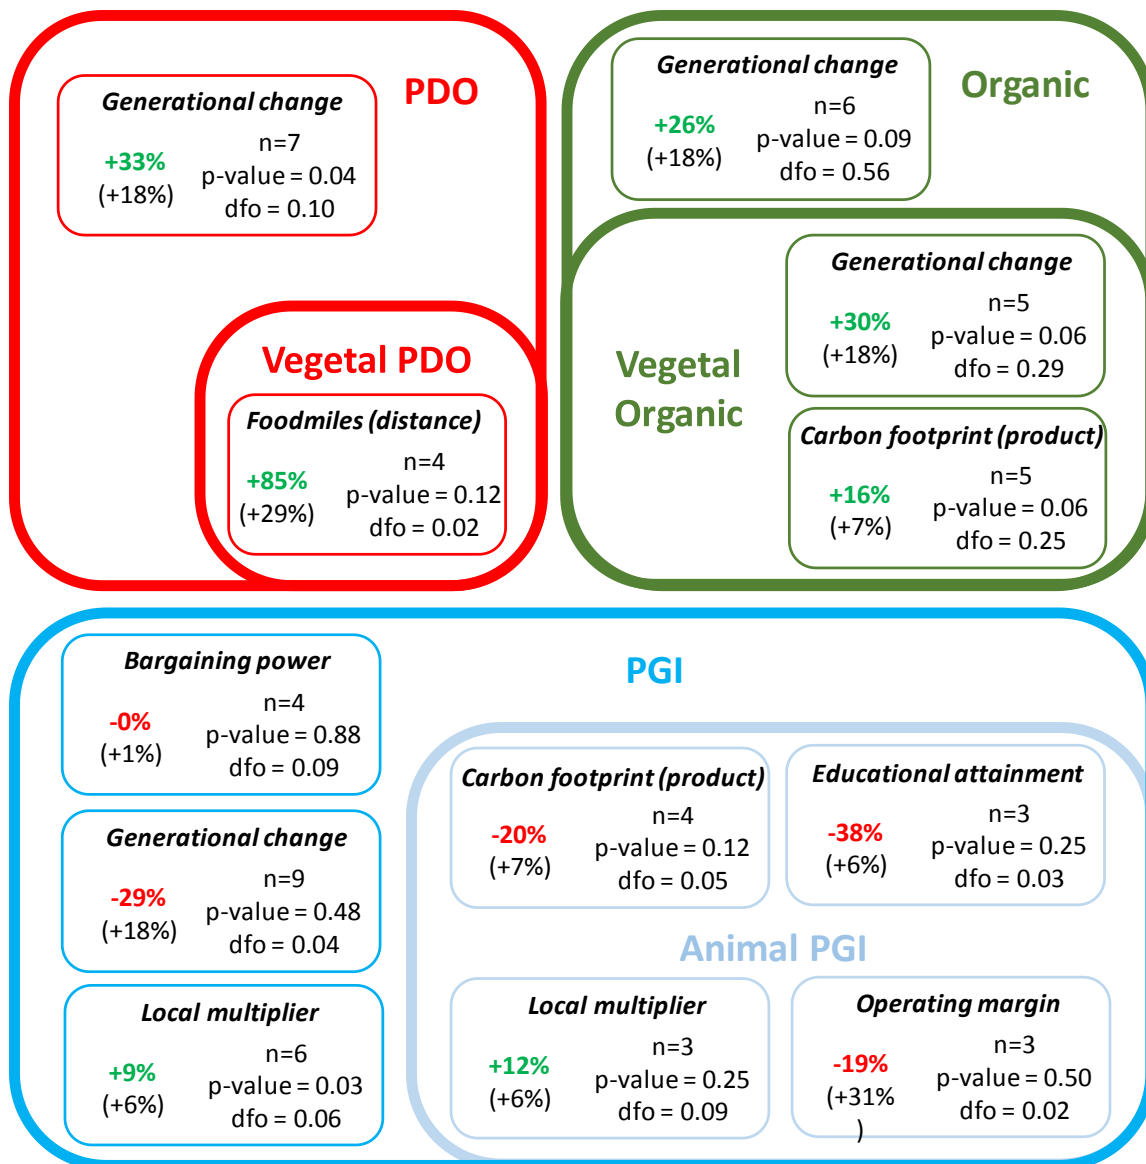 PDO
Generational change
+33%
(+18%)
n=7
p-value = 0.04
dfo = 0.10
Vegetal PDO
Foodmiles (distance)
+85%
(+29%)
n=4
p-value = 0.12
dfo = 0.02
Organic
Generational change
+26%
(+18%)
n=6
p-value = 0.09
dfo = 0.56
Vegetal
Organic
Generational change
+30%
(+18%)
n=5
p-value = 0.06
dfo = 0.29
Carbon footprint (product)
+16%
(+7%)
n=5
p-value = 0.06
dfo = 0.25
PGI
Bargaining power
-0%
(+1%)
n=4
p-value = 0.88
dfo = 0.09
Generational change
-29%
(+18%)
n=9
p-value = 0.48
dfo = 0.04
Local multiplier
+9%
(+6%)
n=6
p-value = 0.03
dfo = 0.06
Carbon footprint (product)
-20%
(+7%)
n=4
p-value = 0.12
dfo = 0.05
Educational attainment
-38%
(+6%)
n=3
p-value = 0.25
dfo = 0.03
Animal PGI
Local multiplier
+12%
(+6%)
n=3
p-value = 0.25
dfo = 0.09
Operating margin
-19%
(+31%
)
n=3
p-value = 0.50
dfo = 0.02